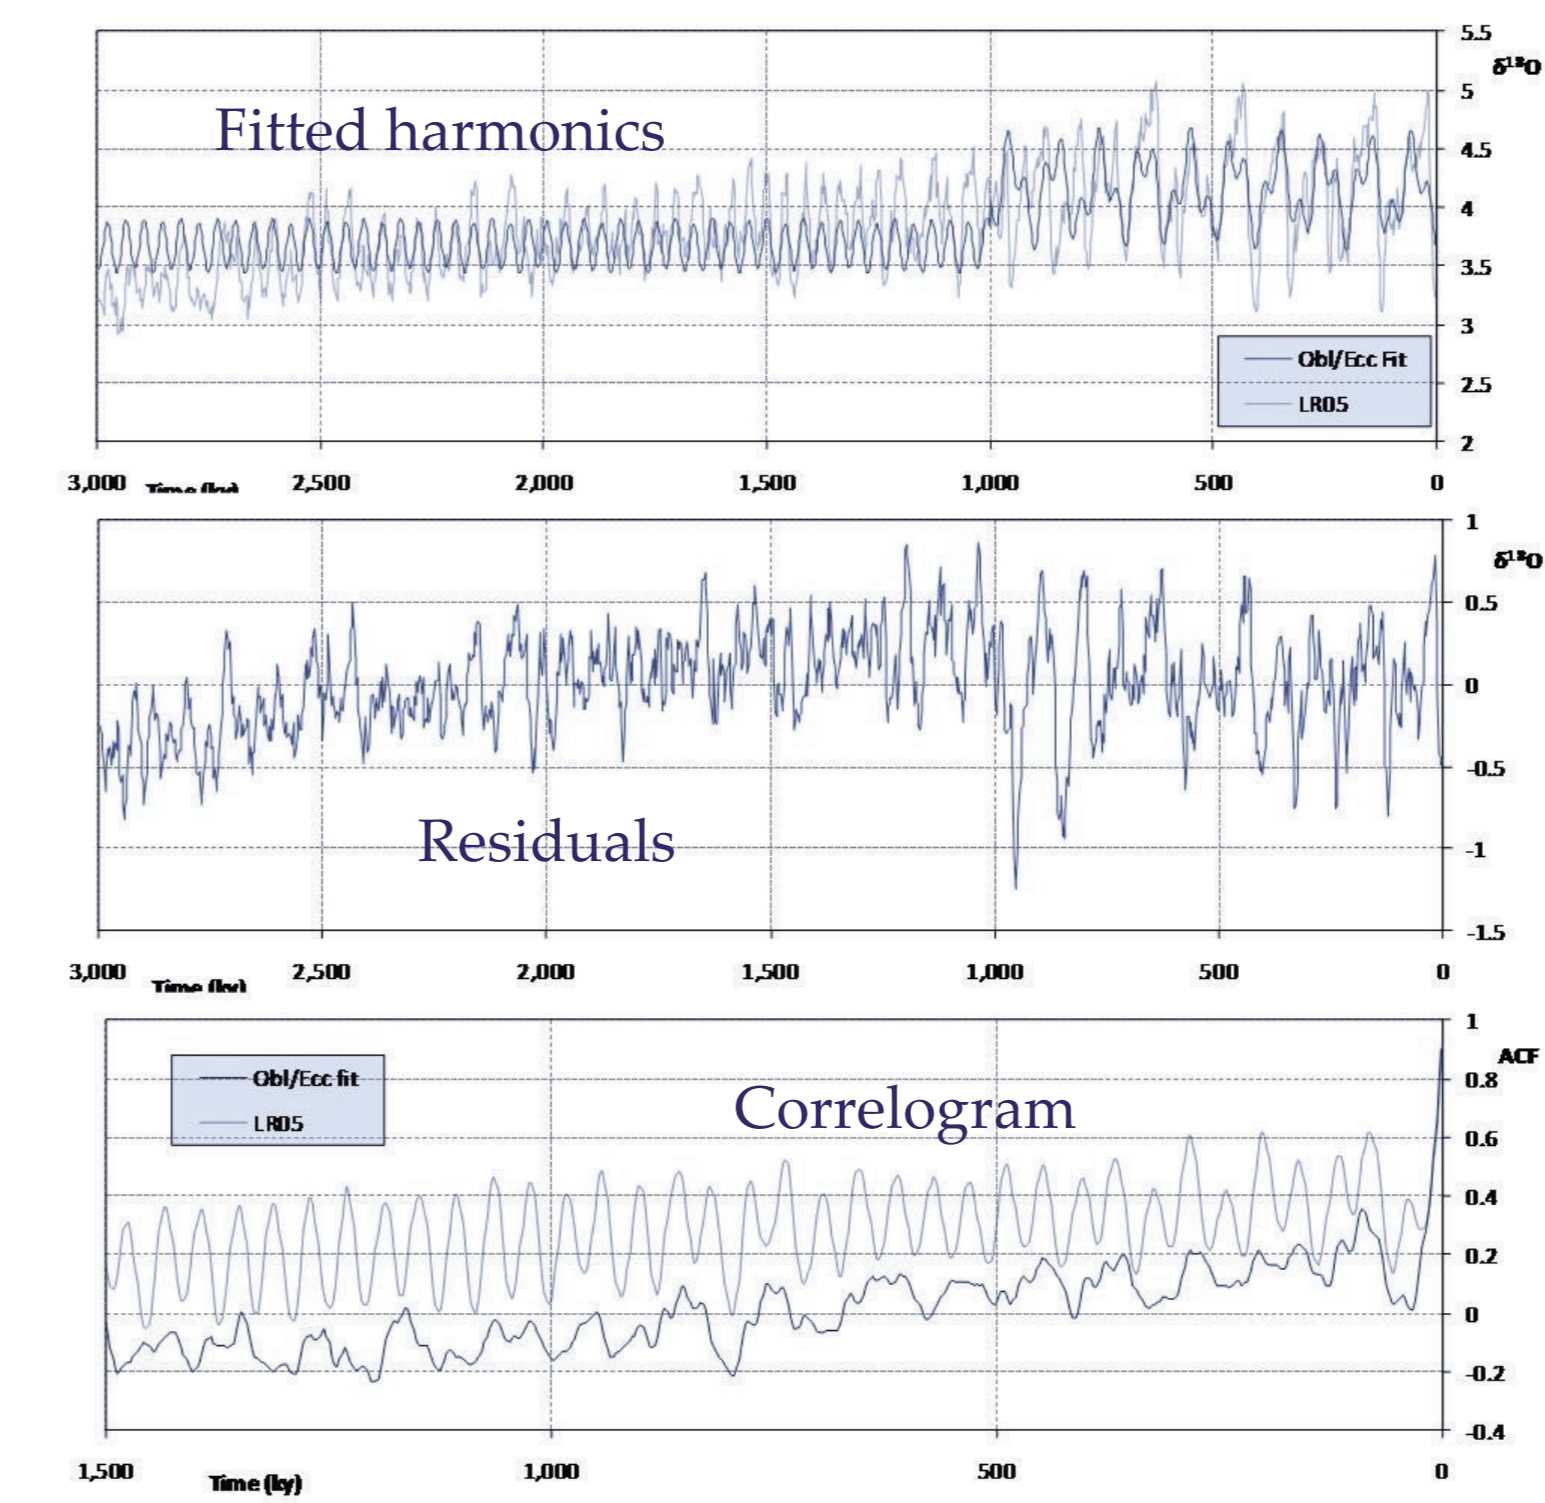 5.5
δ¹⁸O
5
Fitted harmonics
4.5
4
3.5
3
Obl/Ecc Fit
2.5
LR05
2
3,000 Time (ky) 2,500 2,000 1,500 1,000 500 0
1
δ¹⁸O
0.5
0
-0.5
Residuals
-1
-1.5
3,000 2,500 2,000 1,500 1,000 500 0
Time (ky)
1
ACF
Obl/Ecc fit
0.8
Correlogram
LR05
0.6
0.4
0.2
0
-0.2
-0.4
1,500 1,000 500 0
Time (ky)